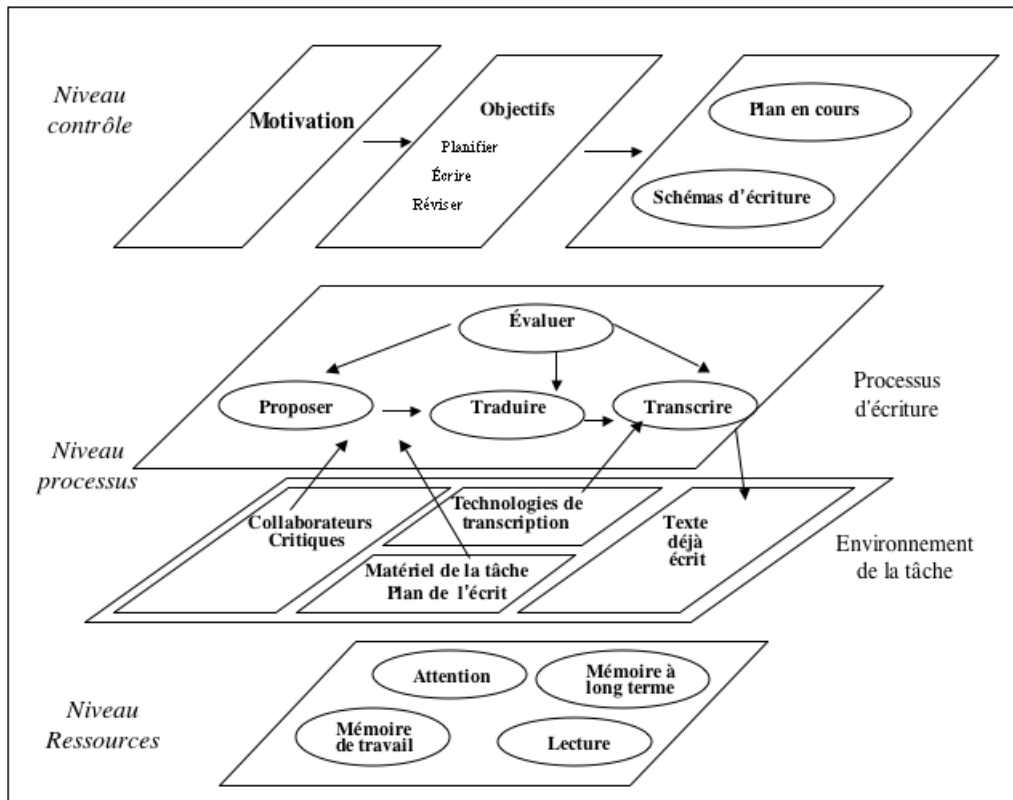 Niveau
contrôle
Motivation
Objectifs
Planifier
Écrire
Réviser
Plan en cours
Schémas d'écriture
Évaluer
Proposer
Traduire
Transcrire
Processus
d'écriture
Niveau
processus
Collaborateurs
Critiques
Technologies de
transcription
Matériel de la tâche
Plan de l'écrit
Texte
déjà
écrit
Environnement
de la tâche
Niveau
Ressources
Attention
Mémoire à
long terme
Mémoire
de travail
Lecture